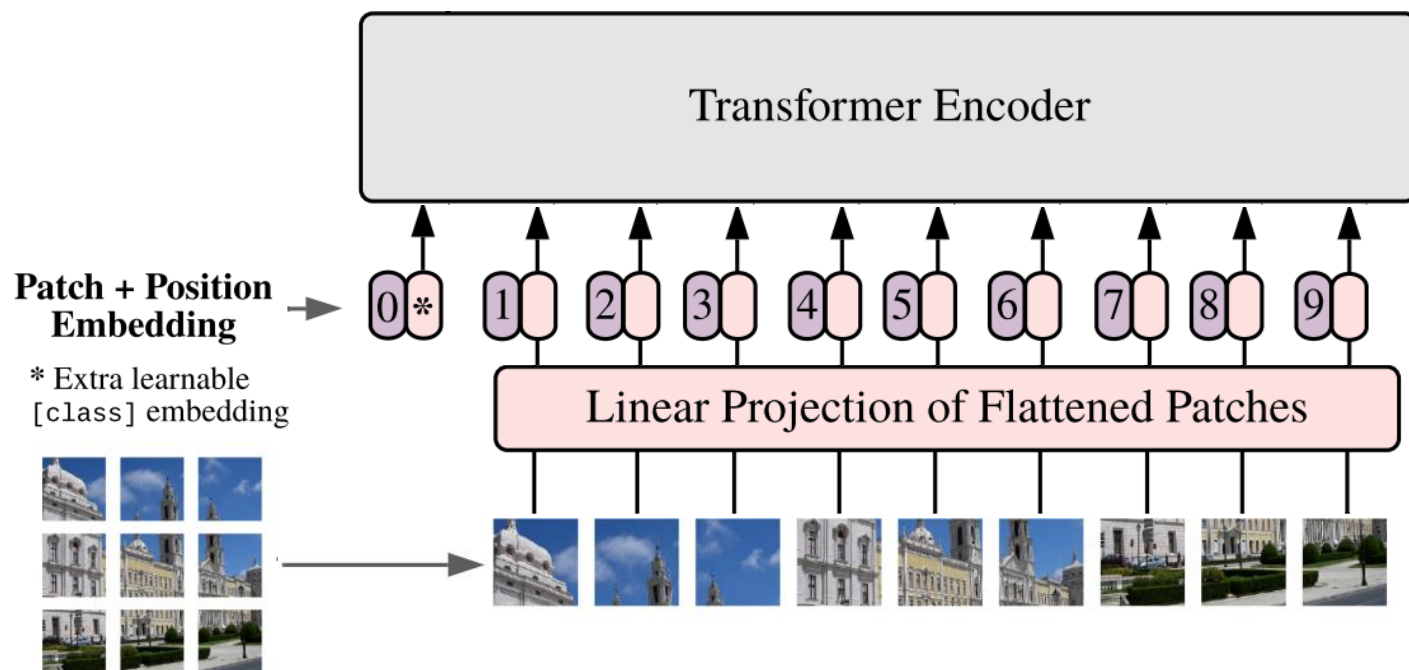 Transformer Encoder
Patch + Position
Embedding
0 * 1 2 3 4 5 6 7 8 9
* Extra learnable
[class] embedding
Linear Projection of Flattened Patches